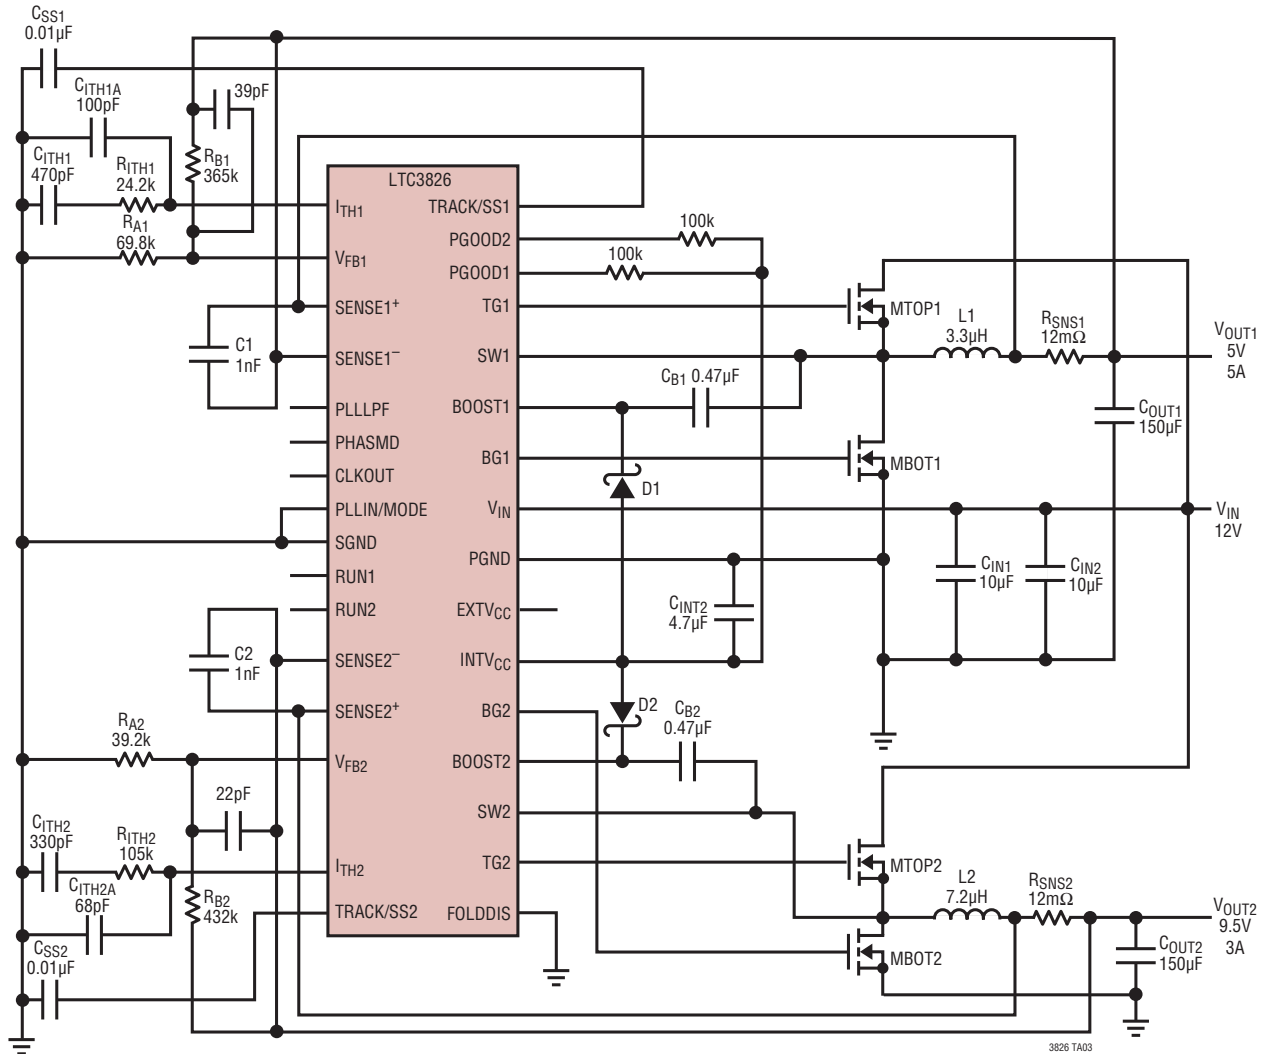 CSS1
0.01µF
CITH1A
100pF
39pF
CITH1
470pF
RITH1
24.2k
RB1
365k
RA1
69.8k
LTC3826
ITH1
VFB1
SENSE1+
SENSE1–
PLLLPF
PHASMD
CLKOUT
PLLIN/MODE
SGND
RUN1
RUN2
SENSE2–
SENSE2+
VFB2
ITH2
TRACK/SS2
TRACK/SS1
PGOOD2
PGOOD1
TG1
SW1
BOOST1
BG1
VIN
PGND
EXTVCC
INTVCC
BG2
BOOST2
SW2
TG2
FOLDDIS
C1
1nF
C2
1nF
RA2
39.2k
22pF
CITH2
330pF
RITH2
105k
CITH2A
68pF
RB2
432k
CSS2
0.01µF
100k
100k
MTOP1
L1
3.3µH
RSNS1
12mΩ
VOUT1
5V
5A
CB1 0.47µF
COUT1
150µF
MBOT1
D1
VIN
12V
CIN1
10µF
CIN2
10µF
CINT2
4.7µF
D2
CB2
0.47µF
MTOP2
L2
7.2µH
RSNS2
12mΩ
VOUT2
9.5V
3A
MBOT2
COUT2
150µF
3826 TA03